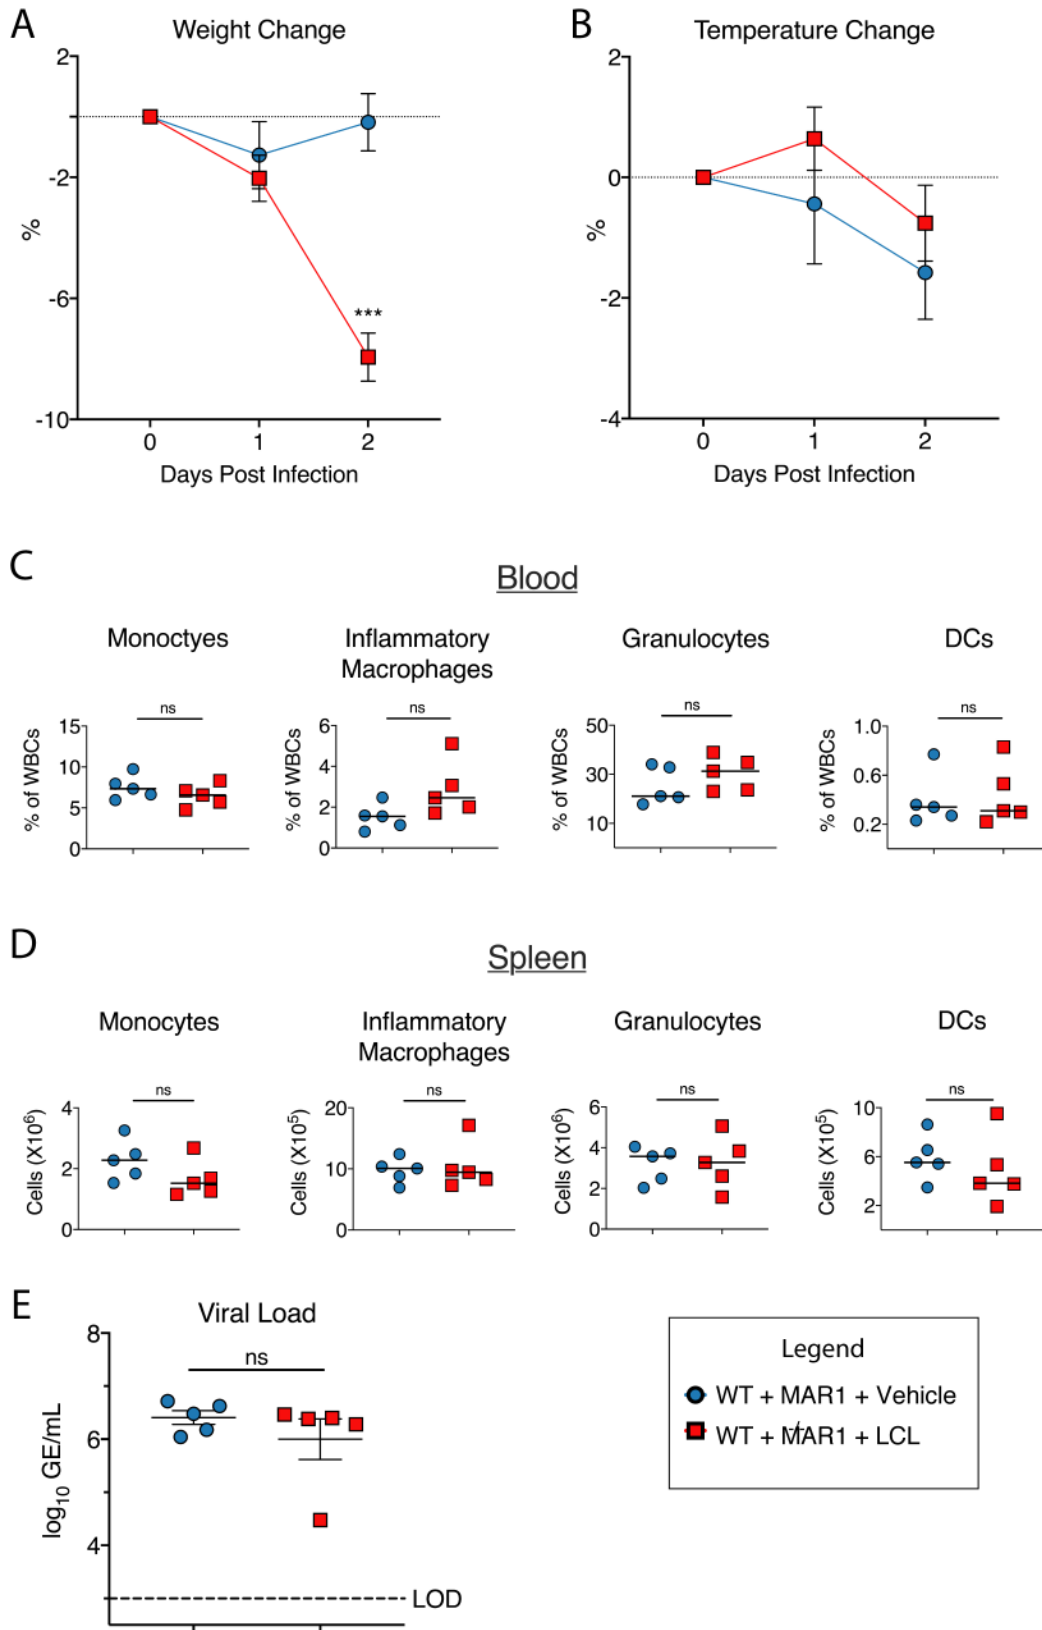 A
Weight Change
2
-2
-6
-10
%
0 1 2
Days Post Infection
***
B
Temperature Change
2
0
-2
-4
%
0 1 2
Days Post Infection
C
Blood
Monoctyes
% of WBCs
15
10
5
0
ns
Inflammatory
Macrophages
% of WBCs
6
4
2
0
ns
Granulocytes
% of WBCs
50
30
10
ns
DCs
% of WBCs
1.0
0.6
0.2
ns
D
Spleen
Monocytes
Cells (X10⁶)
4
2
0
ns
Inflammatory
Macrophages
Cells (X10⁵)
20
10
0
ns
Granulocytes
Cells (X10⁶)
6
4
2
0
ns
DCs
Cells (X10⁵)
10
6
2
ns
E
Viral Load
log₁₀ GE/mL
8
6
4
ns
LOD
Legend
WT + MAR1 + Vehicle
WT + MAR1 + LCL